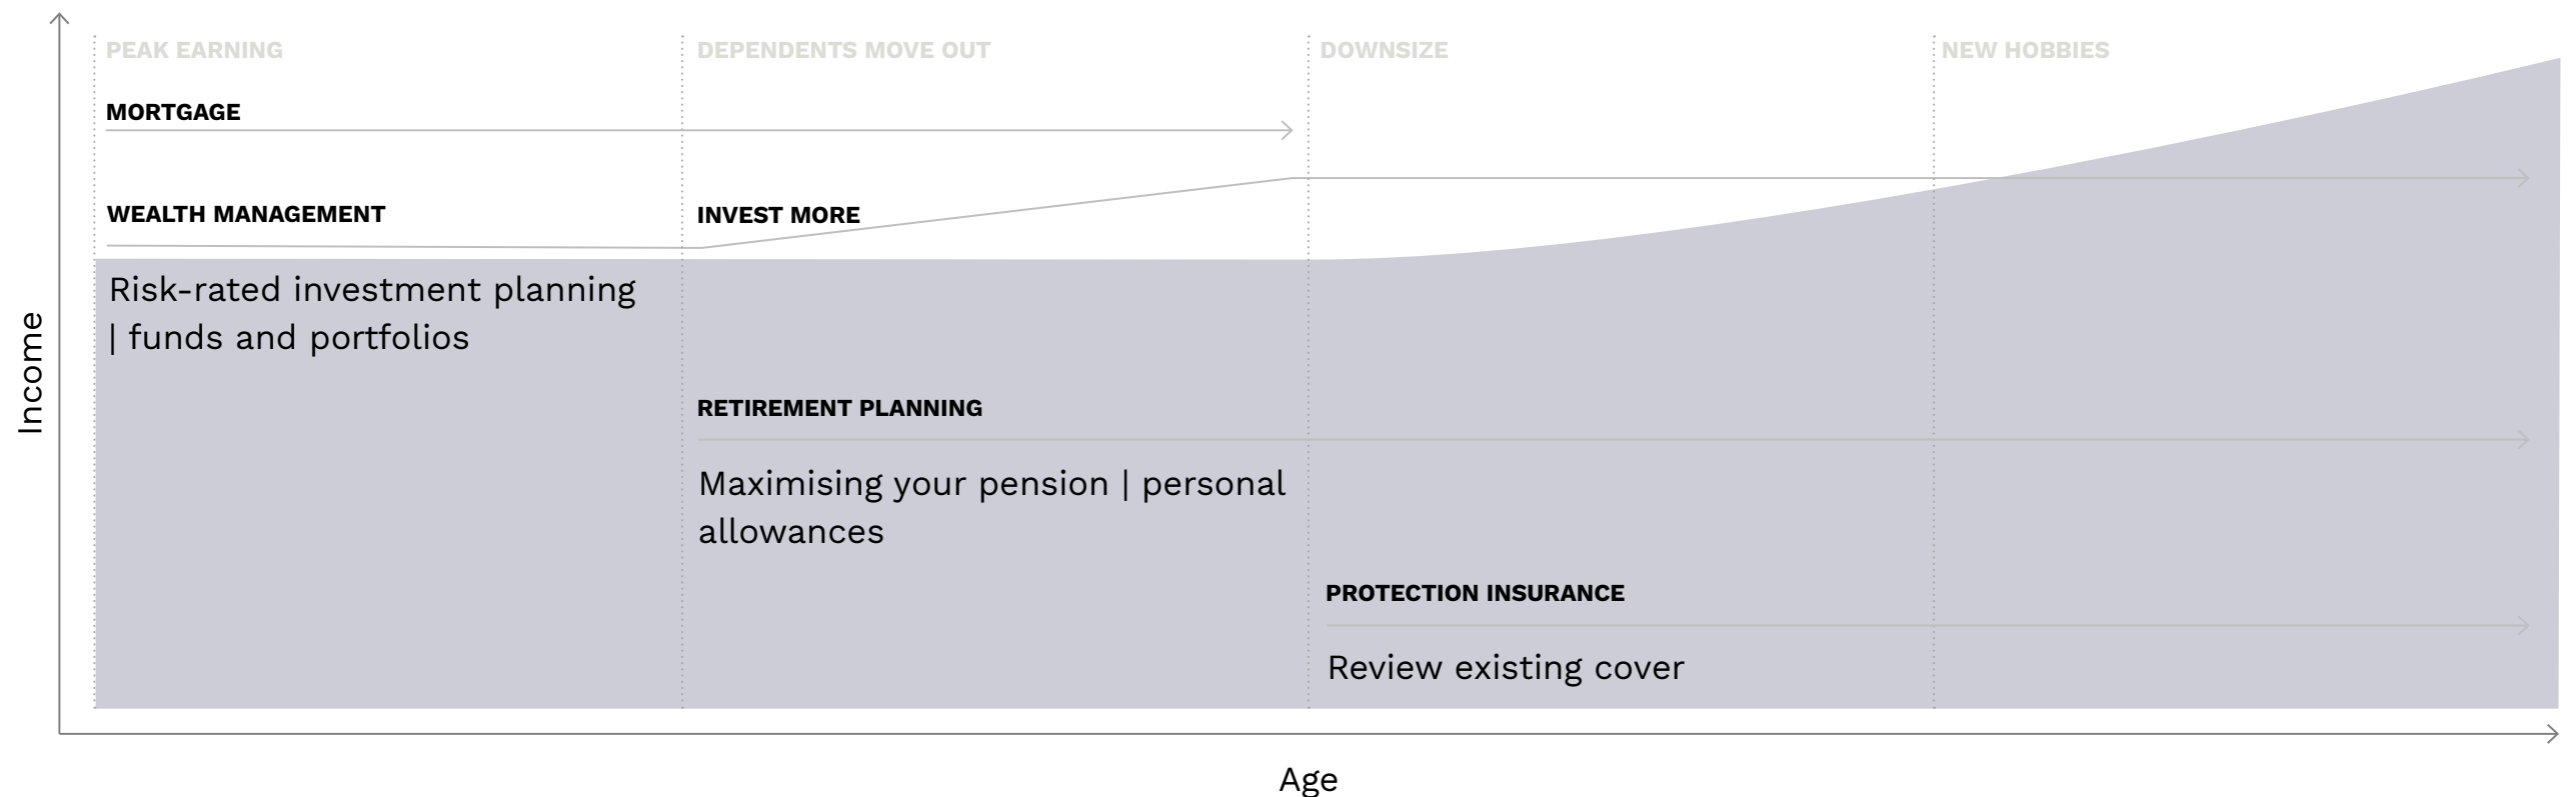 PEAK EARNING
DEPENDENTS MOVE OUT
DOWNSIZE
NEW HOBBIES
MORTGAGE
WEALTH MANAGEMENT
INVEST MORE
Risk-rated investment planning
| funds and portfolios
RETIREMENT PLANNING
Maximising your pension | personal
allowances
PROTECTION INSURANCE
Review existing cover
Income
Age